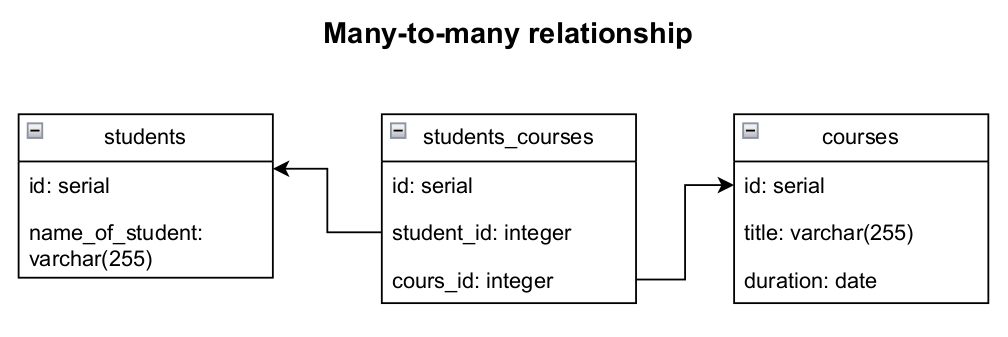 Many-to-many relationship
students
id: serial
name_of_student:
varchar(255)
students_courses
id: serial
student_id: integer
cours_id: integer
courses
id: serial
title: varchar(255)
duration: date